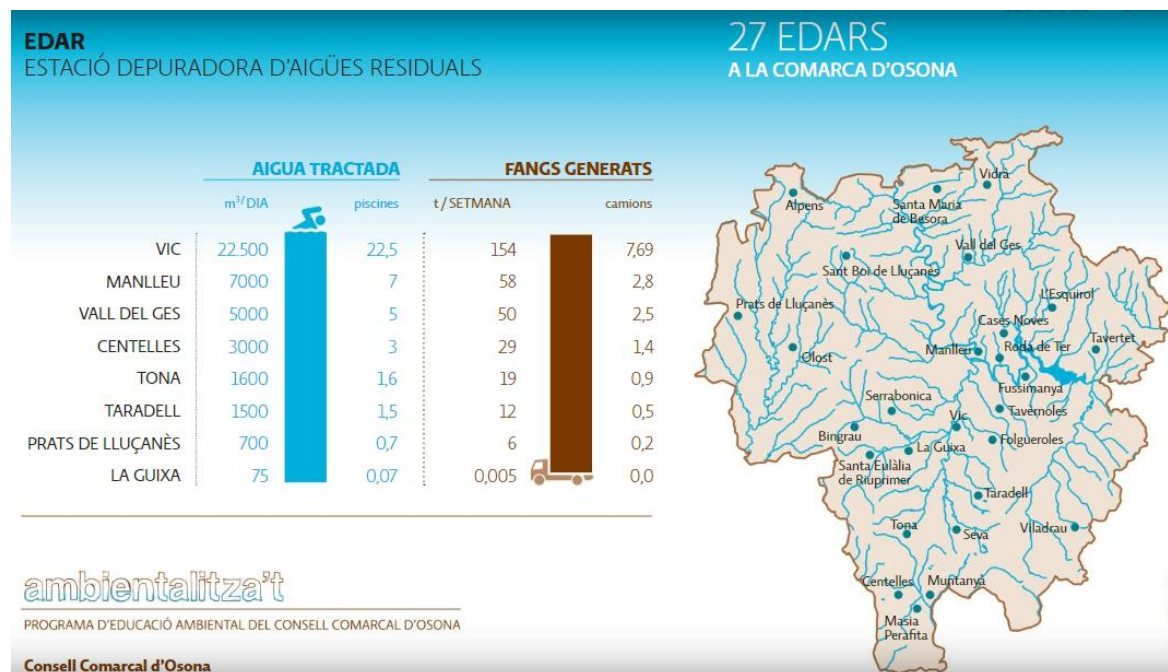 EDAR
ESTACIÓ DEPURADORA D'AIGÜES RESIDUALS
27 EDARS
A LA COMARCA D'OSONA
AIGUA TRACTADA FANGS GENERATS
m³/DIA piscines t/SETMANA camions
VIC 22.500 22,5 154 7,69
MANLLEU 7000 7 58 2,8
VALL DEL GES 5000 5 50 2,5
CENTELLES 3000 3 29 1,4
TONA 1600 1,6 19 0,9
TARADELL 1500 1,5 12 0,5
PRATS DE LLUÇANÈS 700 0,7 6 0,2
LA GUIXA 75 0,07 0,005 0,0
Vidrà
Alpens
Santa Maria
de Besora
Vall del Ges
Sant Boi de Lluçanès
L'Esquirol
Prats de Lluçanès
Cases Noves
Tavertet
Roda de Ter
Manlleu
Olost
Fussimanya
Serrabonica
Tavèrnoles
Vic
Bingrau
Folgueroles
La Guixa
Santa Eulàlia
de Riuprimer
Taradell
Tona
Seva
Viladrau
Centelles
Muntanyà
Masia
Perafita
ambientalitza't
PROGRAMA D'EDUCACIÓ AMBIENTAL DEL CONSELL COMARCAL D'OSONA
Consell Comarcal d'Osona